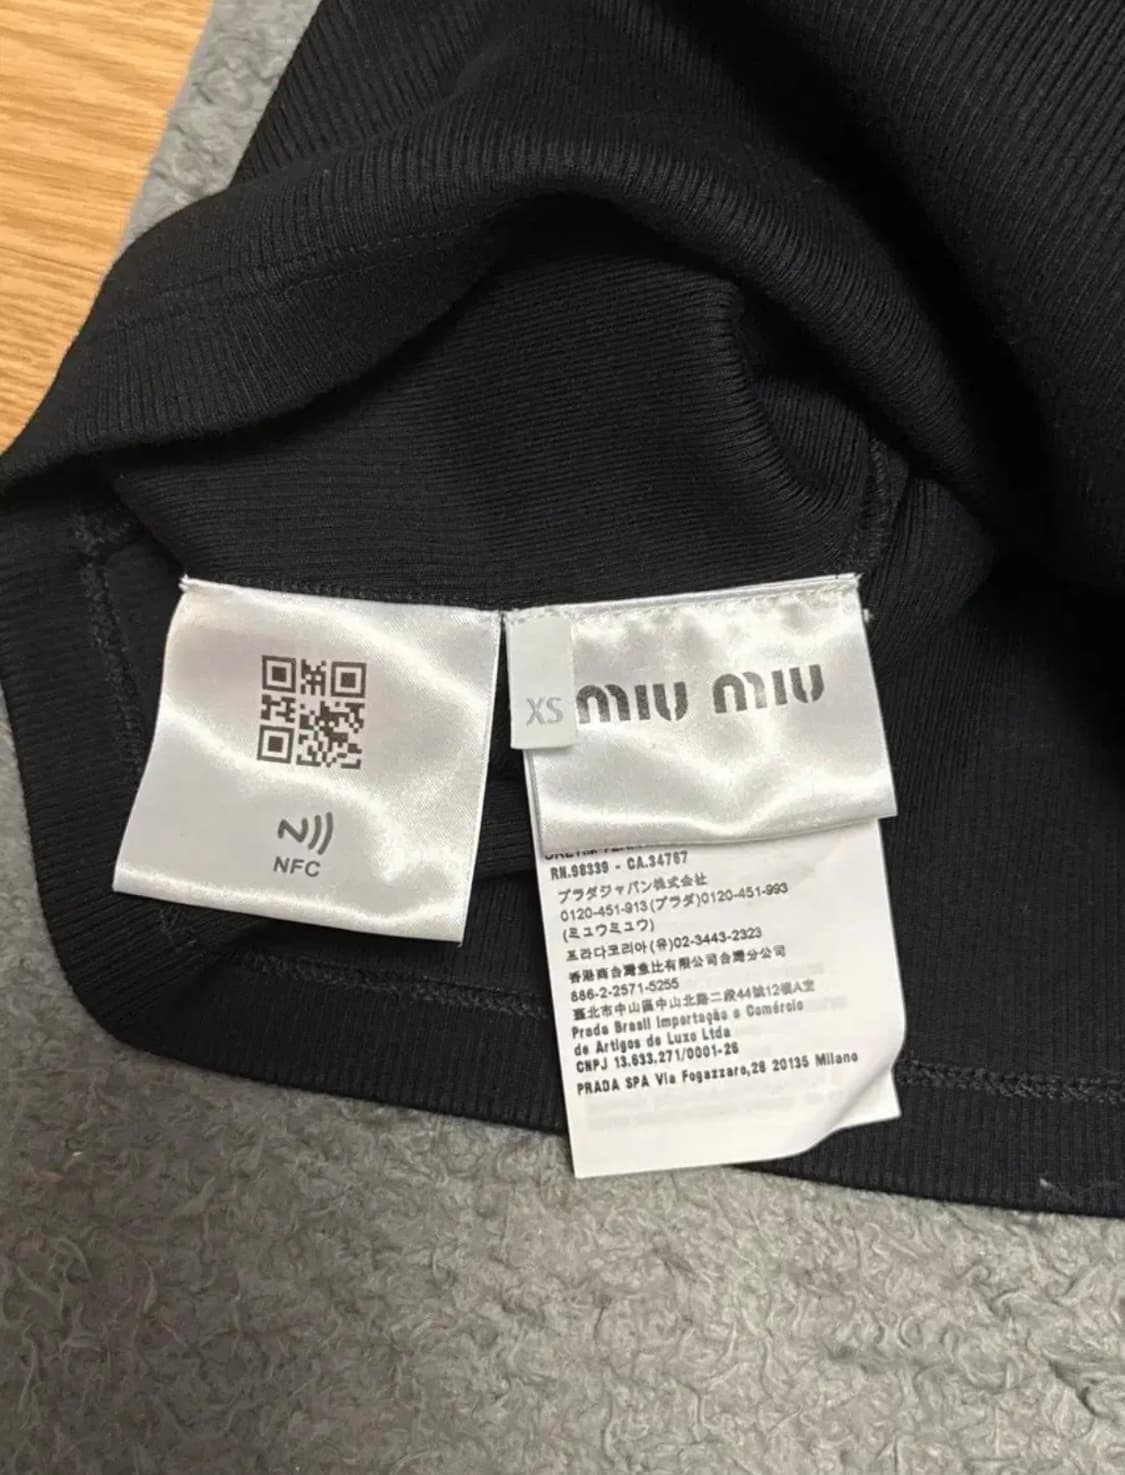 NFC
XS
miu miu
RN.98339 - CA.34767
プラダジャパン株式会社
0120-451-913(プラダ)0120-451-993
(ミュウミュウ)
프라다코리아(유)02-3443-2323
香港商台灣魚比有限公司台灣分公司
886-2-2571-5255
臺北市中山區中山北路二段44號12樓A室
Prada Brasil Importação e Comércio
de Artigos de Luxo Ltda
CNPJ 13.633.271/0001-26
PRADA SPA Via Fogazzaro,28 20135 Milano